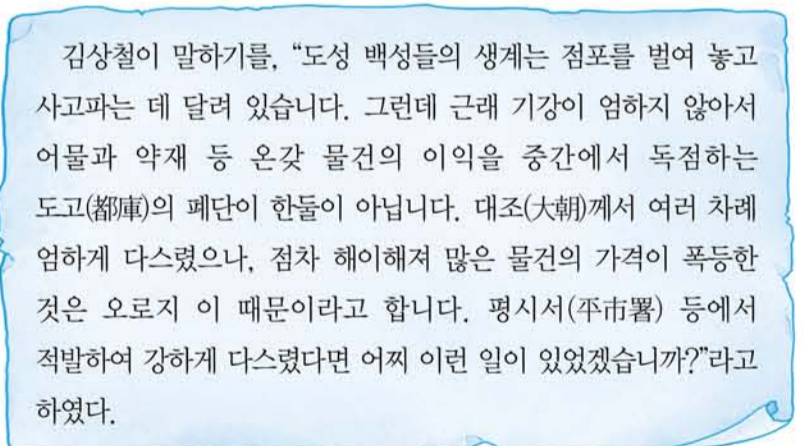 김상철이 말하기를, “도성 백성들의 생계는 점포를 벌여 놓고
사고파는 데 달려 있습니다. 그런데 근래 기강이 엄하지 않아서
어물과 약재 등 온갖 물건의 이익을 중간에서 독점하는
도고(都庫)의 폐단이 한둘이 아닙니다. 대조(大朝)께서 여러 차례
엄하게 다스렸으나, 점차 해이해져 많은 물건의 가격이 폭등한
것은 오로지 이 때문이라고 합니다. 평시서(平市署) 등에서
적발하여 강하게 다스렸다면 어찌 이런 일이 있었겠습니까?”라고
하였다.